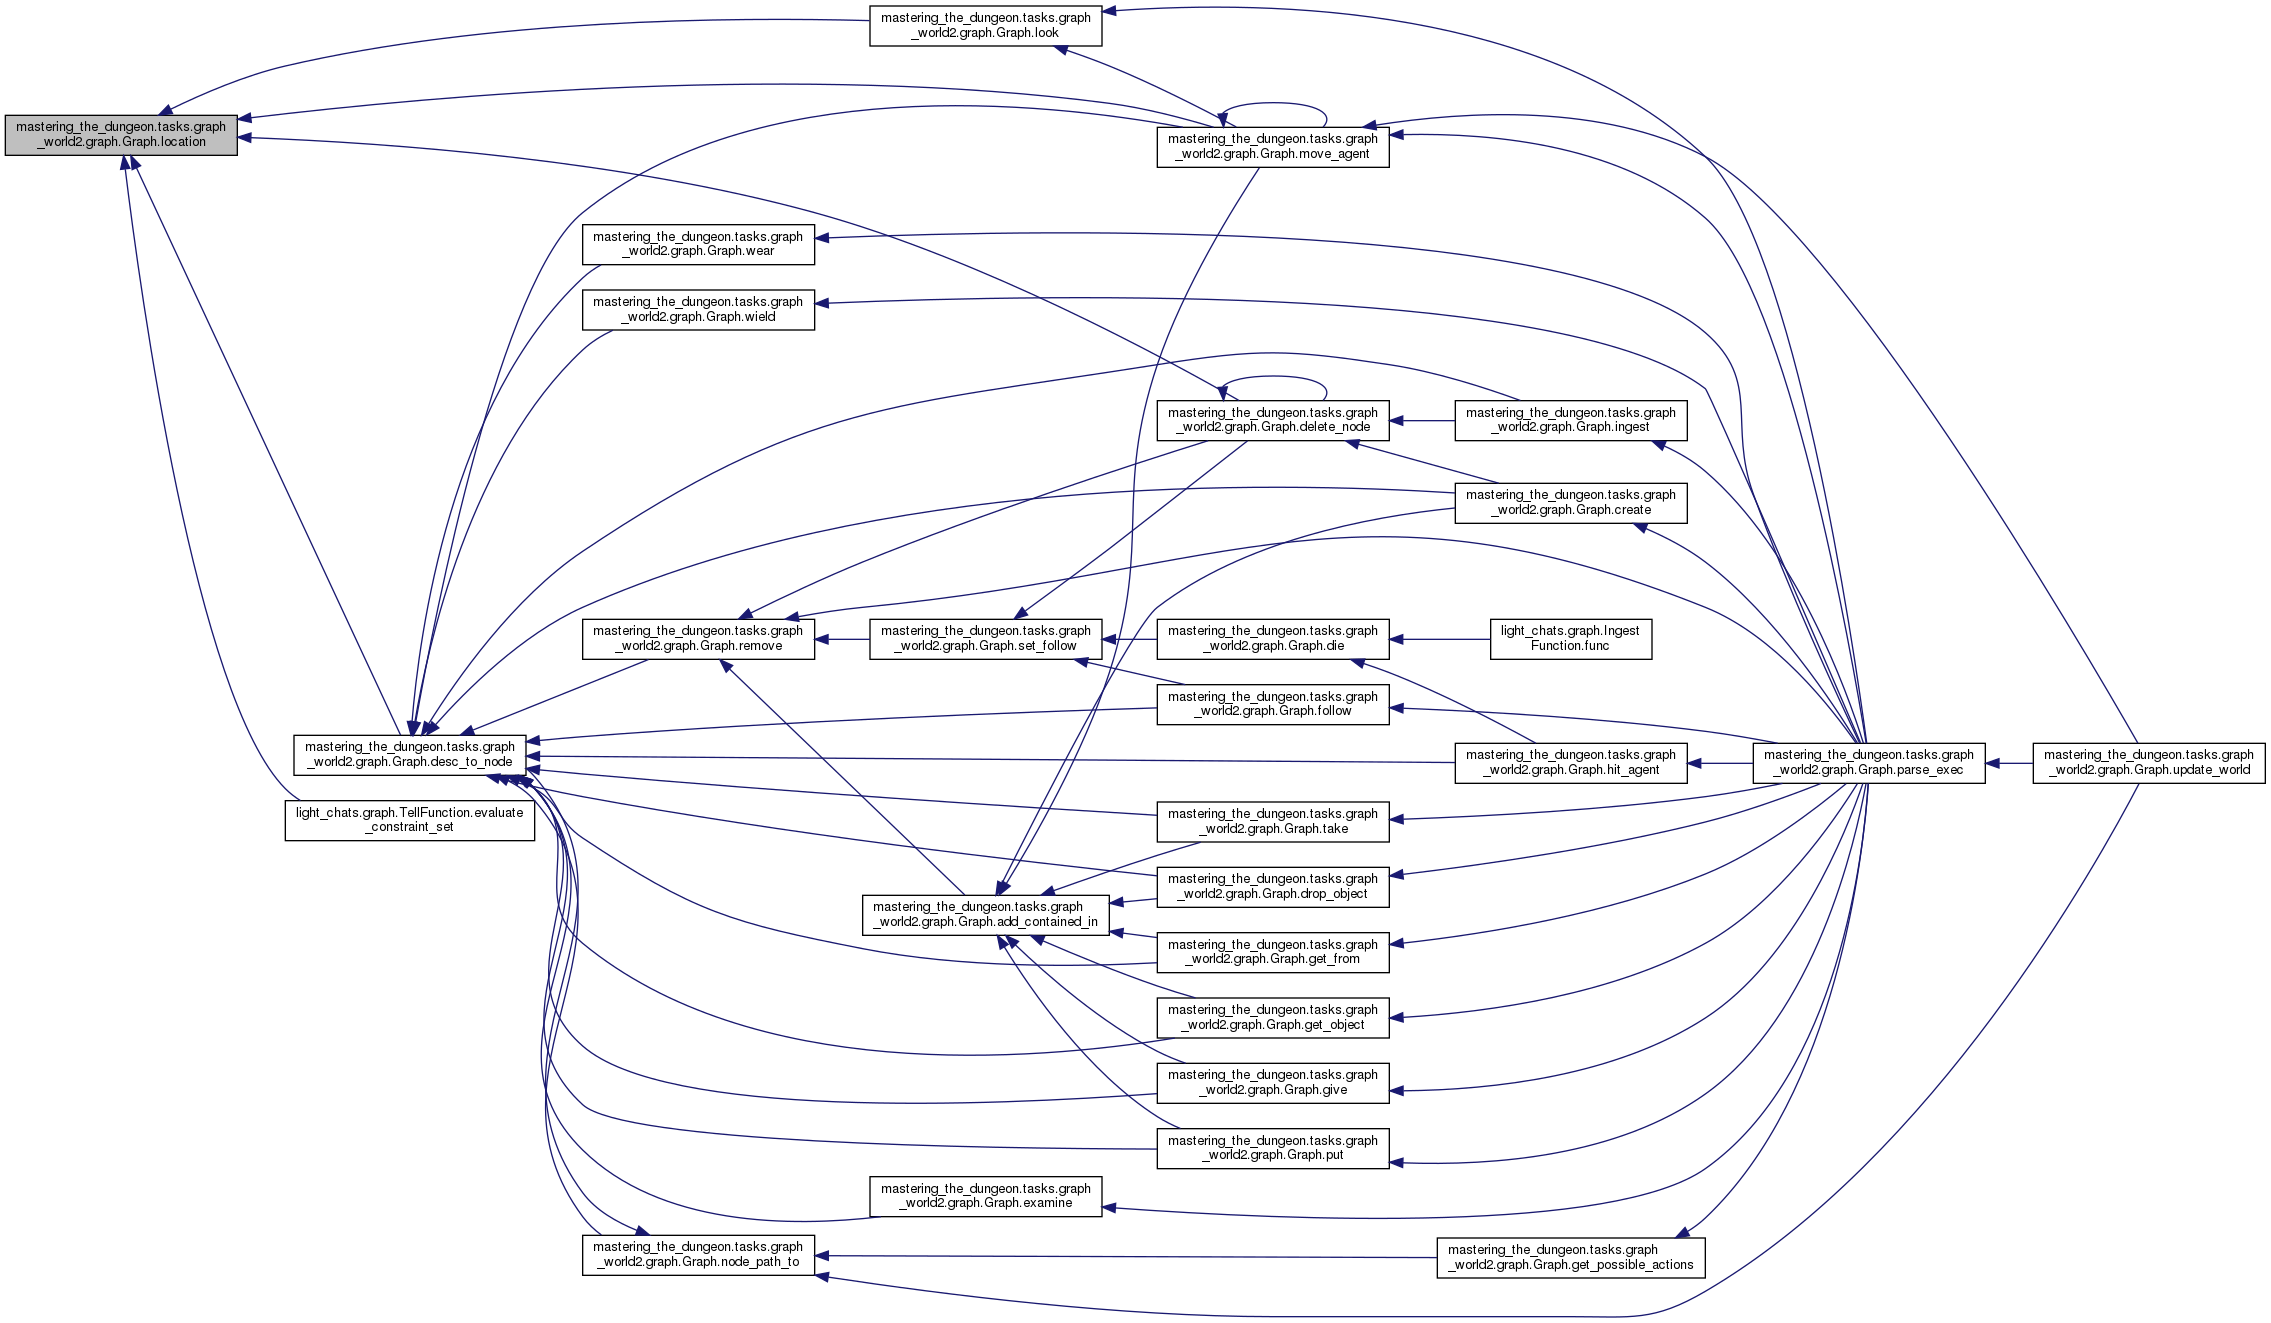 mastering_the_dungeon.tasks.graph
_world2.graph.Graph.location
mastering_the_dungeon.tasks.graph
_world2.graph.Graph.desc_to_node
light_chats.graph.TellFunction.evaluate
_constraint_set
mastering_the_dungeon.tasks.graph
_world2.graph.Graph.wear
mastering_the_dungeon.tasks.graph
_world2.graph.Graph.wield
mastering_the_dungeon.tasks.graph
_world2.graph.Graph.remove
mastering_the_dungeon.tasks.graph
_world2.graph.Graph.node_path_to
mastering_the_dungeon.tasks.graph
_world2.graph.Graph.look
mastering_the_dungeon.tasks.graph
_world2.graph.Graph.set_follow
mastering_the_dungeon.tasks.graph
_world2.graph.Graph.add_contained_in
mastering_the_dungeon.tasks.graph
_world2.graph.Graph.examine
mastering_the_dungeon.tasks.graph
_world2.graph.Graph.move_agent
mastering_the_dungeon.tasks.graph
_world2.graph.Graph.delete_node
mastering_the_dungeon.tasks.graph
_world2.graph.Graph.die
mastering_the_dungeon.tasks.graph
_world2.graph.Graph.follow
mastering_the_dungeon.tasks.graph
_world2.graph.Graph.take
mastering_the_dungeon.tasks.graph
_world2.graph.Graph.drop_object
mastering_the_dungeon.tasks.graph
_world2.graph.Graph.get_from
mastering_the_dungeon.tasks.graph
_world2.graph.Graph.get_object
mastering_the_dungeon.tasks.graph
_world2.graph.Graph.give
mastering_the_dungeon.tasks.graph
_world2.graph.Graph.put
mastering_the_dungeon.tasks.graph
_world2.graph.Graph.ingest
mastering_the_dungeon.tasks.graph
_world2.graph.Graph.create
light_chats.graph.Ingest
Function.func
mastering_the_dungeon.tasks.graph
_world2.graph.Graph.hit_agent
mastering_the_dungeon.tasks.graph
_world2.graph.Graph.get_possible_actions
mastering_the_dungeon.tasks.graph
_world2.graph.Graph.parse_exec
mastering_the_dungeon.tasks.graph
_world2.graph.Graph.update_world